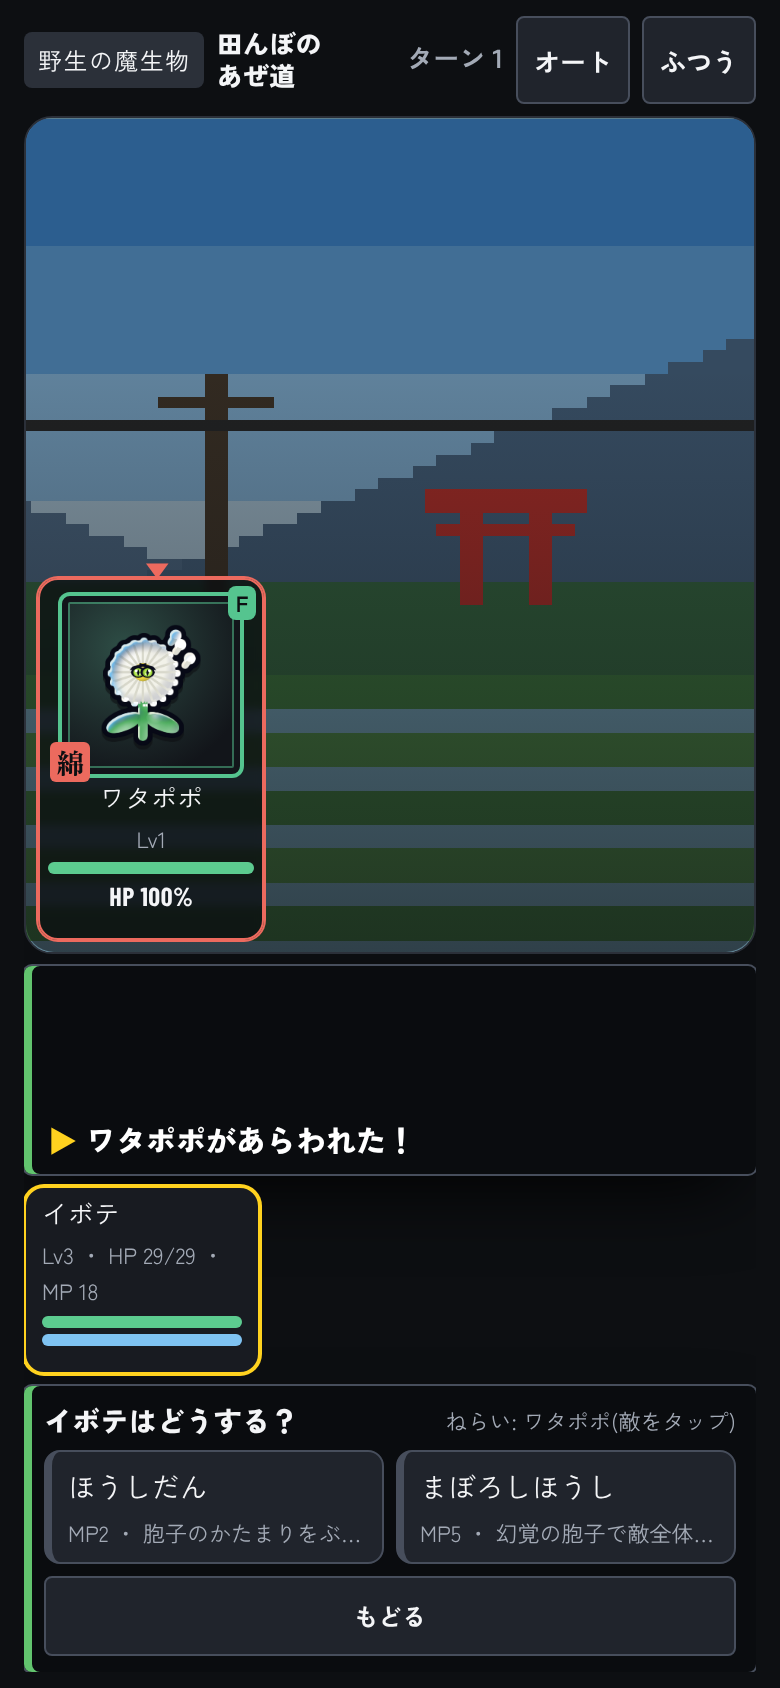 野生の魔生物
田んぼの
あぜ道
ターン 1
オート
ふつう
F
綿
ワタポポ
Lv1
HP 100%
▶ ワタポポがあらわれた！
イボテ
Lv3 ・ HP 29/29 ・
MP 18
イボテはどうする？
ねらい: ワタポポ(敵をタップ)
ほうしだん
MP2 ・ 胞子のかたまりをぶ…
まぼろしほうし
MP5 ・ 幻覚の胞子で敵全体…
もどる